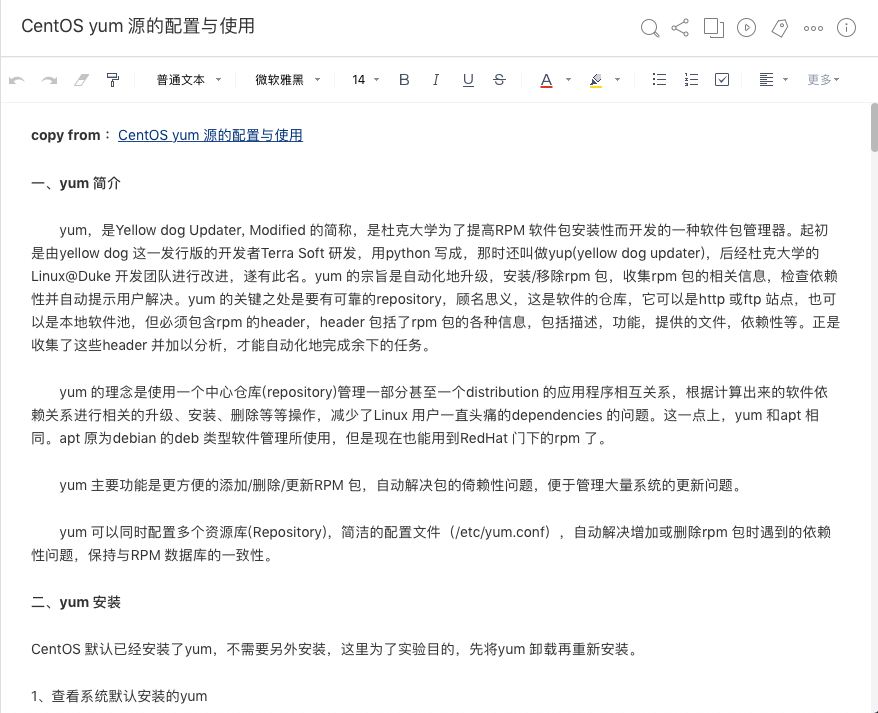 CentOS yum 源的配置与使用
普通文本 微软雅黑 14 B I U S A 更多
copy from： CentOS yum 源的配置与使用
一、yum 简介
yum，是Yellow dog Updater, Modified 的简称，是杜克大学为了提高RPM 软件包安装性而开发的一种软件包管理器。起初
是由yellow dog 这一发行版的开发者Terra Soft 研发，用python 写成，那时还叫做yup(yellow dog updater)，后经杜克大学的
Linux@Duke 开发团队进行改进，遂有此名。yum 的宗旨是自动化地升级，安装/移除rpm 包，收集rpm 包的相关信息，检查依赖
性并自动提示用户解决。yum 的关键之处是要有可靠的repository，顾名思义，这是软件的仓库，它可以是http 或ftp 站点，也可
以是本地软件池，但必须包含rpm 的header，header 包括了rpm 包的各种信息，包括描述，功能，提供的文件，依赖性等。正是
收集了这些header 并加以分析，才能自动化地完成余下的任务。
yum 的理念是使用一个中心仓库(repository)管理一部分甚至一个distribution 的应用程序相互关系，根据计算出来的软件依
赖关系进行相关的升级、安装、删除等等操作，减少了Linux 用户一直头痛的dependencies 的问题。这一点上，yum 和apt 相
同。apt 原为debian 的deb 类型软件管理所使用，但是现在也能用到RedHat 门下的rpm 了。
yum 主要功能是更方便的添加/删除/更新RPM 包，自动解决包的倚赖性问题，便于管理大量系统的更新问题。
yum 可以同时配置多个资源库(Repository)，简洁的配置文件（/etc/yum.conf），自动解决增加或删除rpm 包时遇到的依赖
性问题，保持与RPM 数据库的一致性。
二、yum 安装
CentOS 默认已经安装了yum，不需要另外安装，这里为了实验目的，先将yum 卸载再重新安装。
1、查看系统默认安装的yum